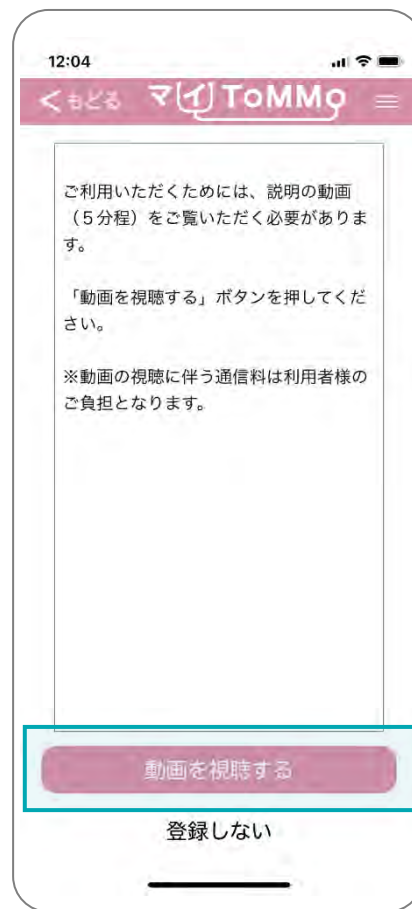 12:04
もどる マイToMMo
ご利用いただくためには、説明の動画
(5分程)をご覧いただく必要がありま
す。
「動画を視聴する」ボタンを押してくだ
さい。
※動画の視聴に伴う通信料は利用者様の
ご負担となります。
動画を視聴する
登録しない